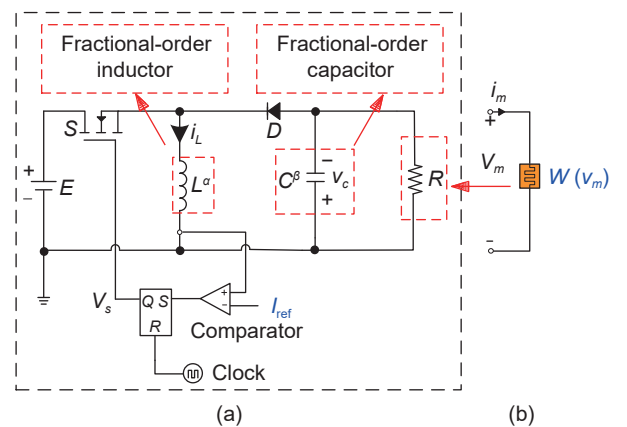 Fractional-order
inductor
Fractional-order
capacitor
S
i_L
D
+
E
−
L^α
C^β
−
v_c
+
R
i_m
+
V_m
−
W (v_m)
V_s
Q S
R
+
−
I_ref
Comparator
Clock
(a)
(b)